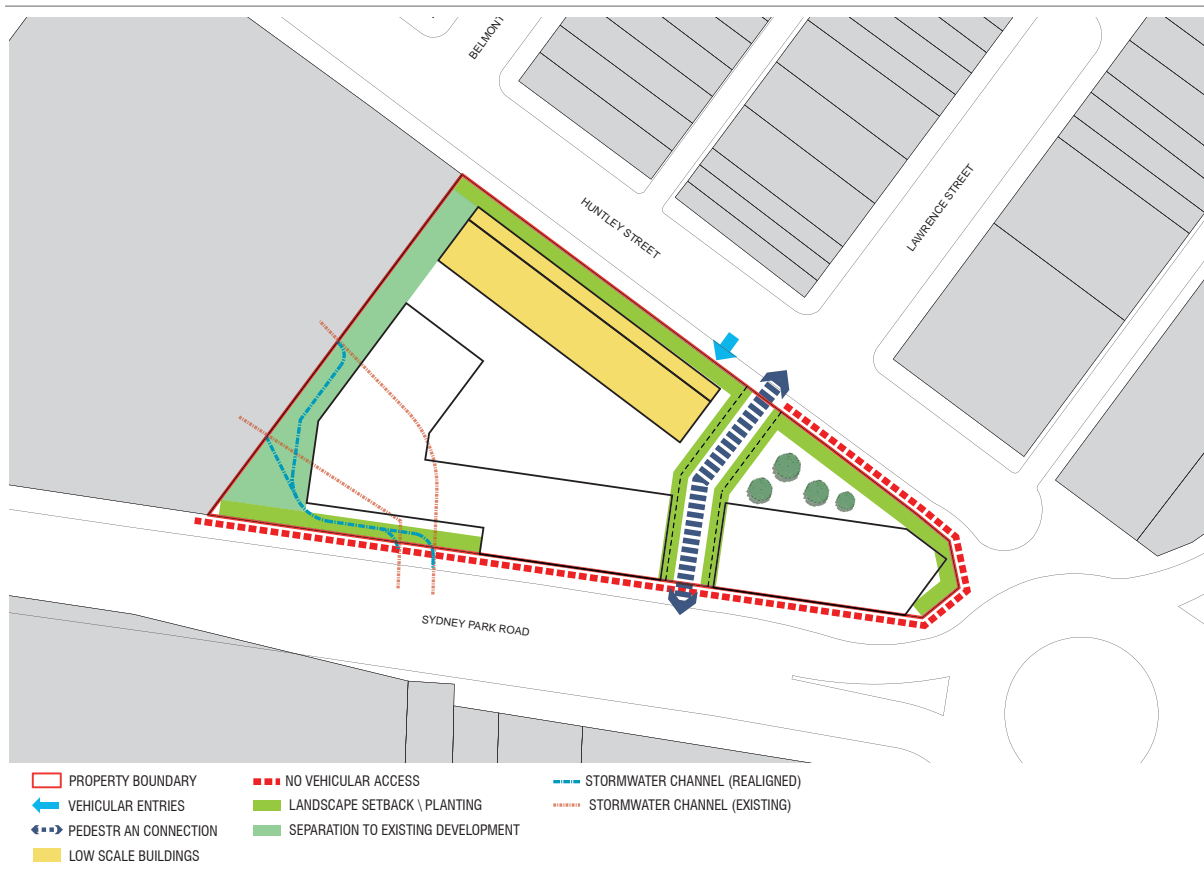 BELMONT
HUNTLEY STREET
LAWRENCE STREET
SYDNEY PARK ROAD
PROPERTY BOUNDARY
VEHICULAR ENTRIES
PEDESTR AN CONNECTION
LOW SCALE BUILDINGS
NO VEHICULAR ACCESS
LANDSCAPE SETBACK \ PLANTING
SEPARATION TO EXISTING DEVELOPMENT
STORMWATER CHANNEL (REALIGNED)
STORMWATER CHANNEL (EXISTING)